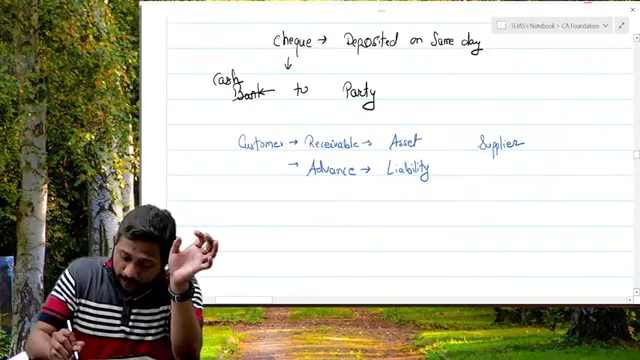 TEJAS's Notebook » CA Foundation
Cheque → Deposited on Same day
↓
Cash
Bank to Party
Customer → Receivable → Asset Supplier
→ Advance → Liability